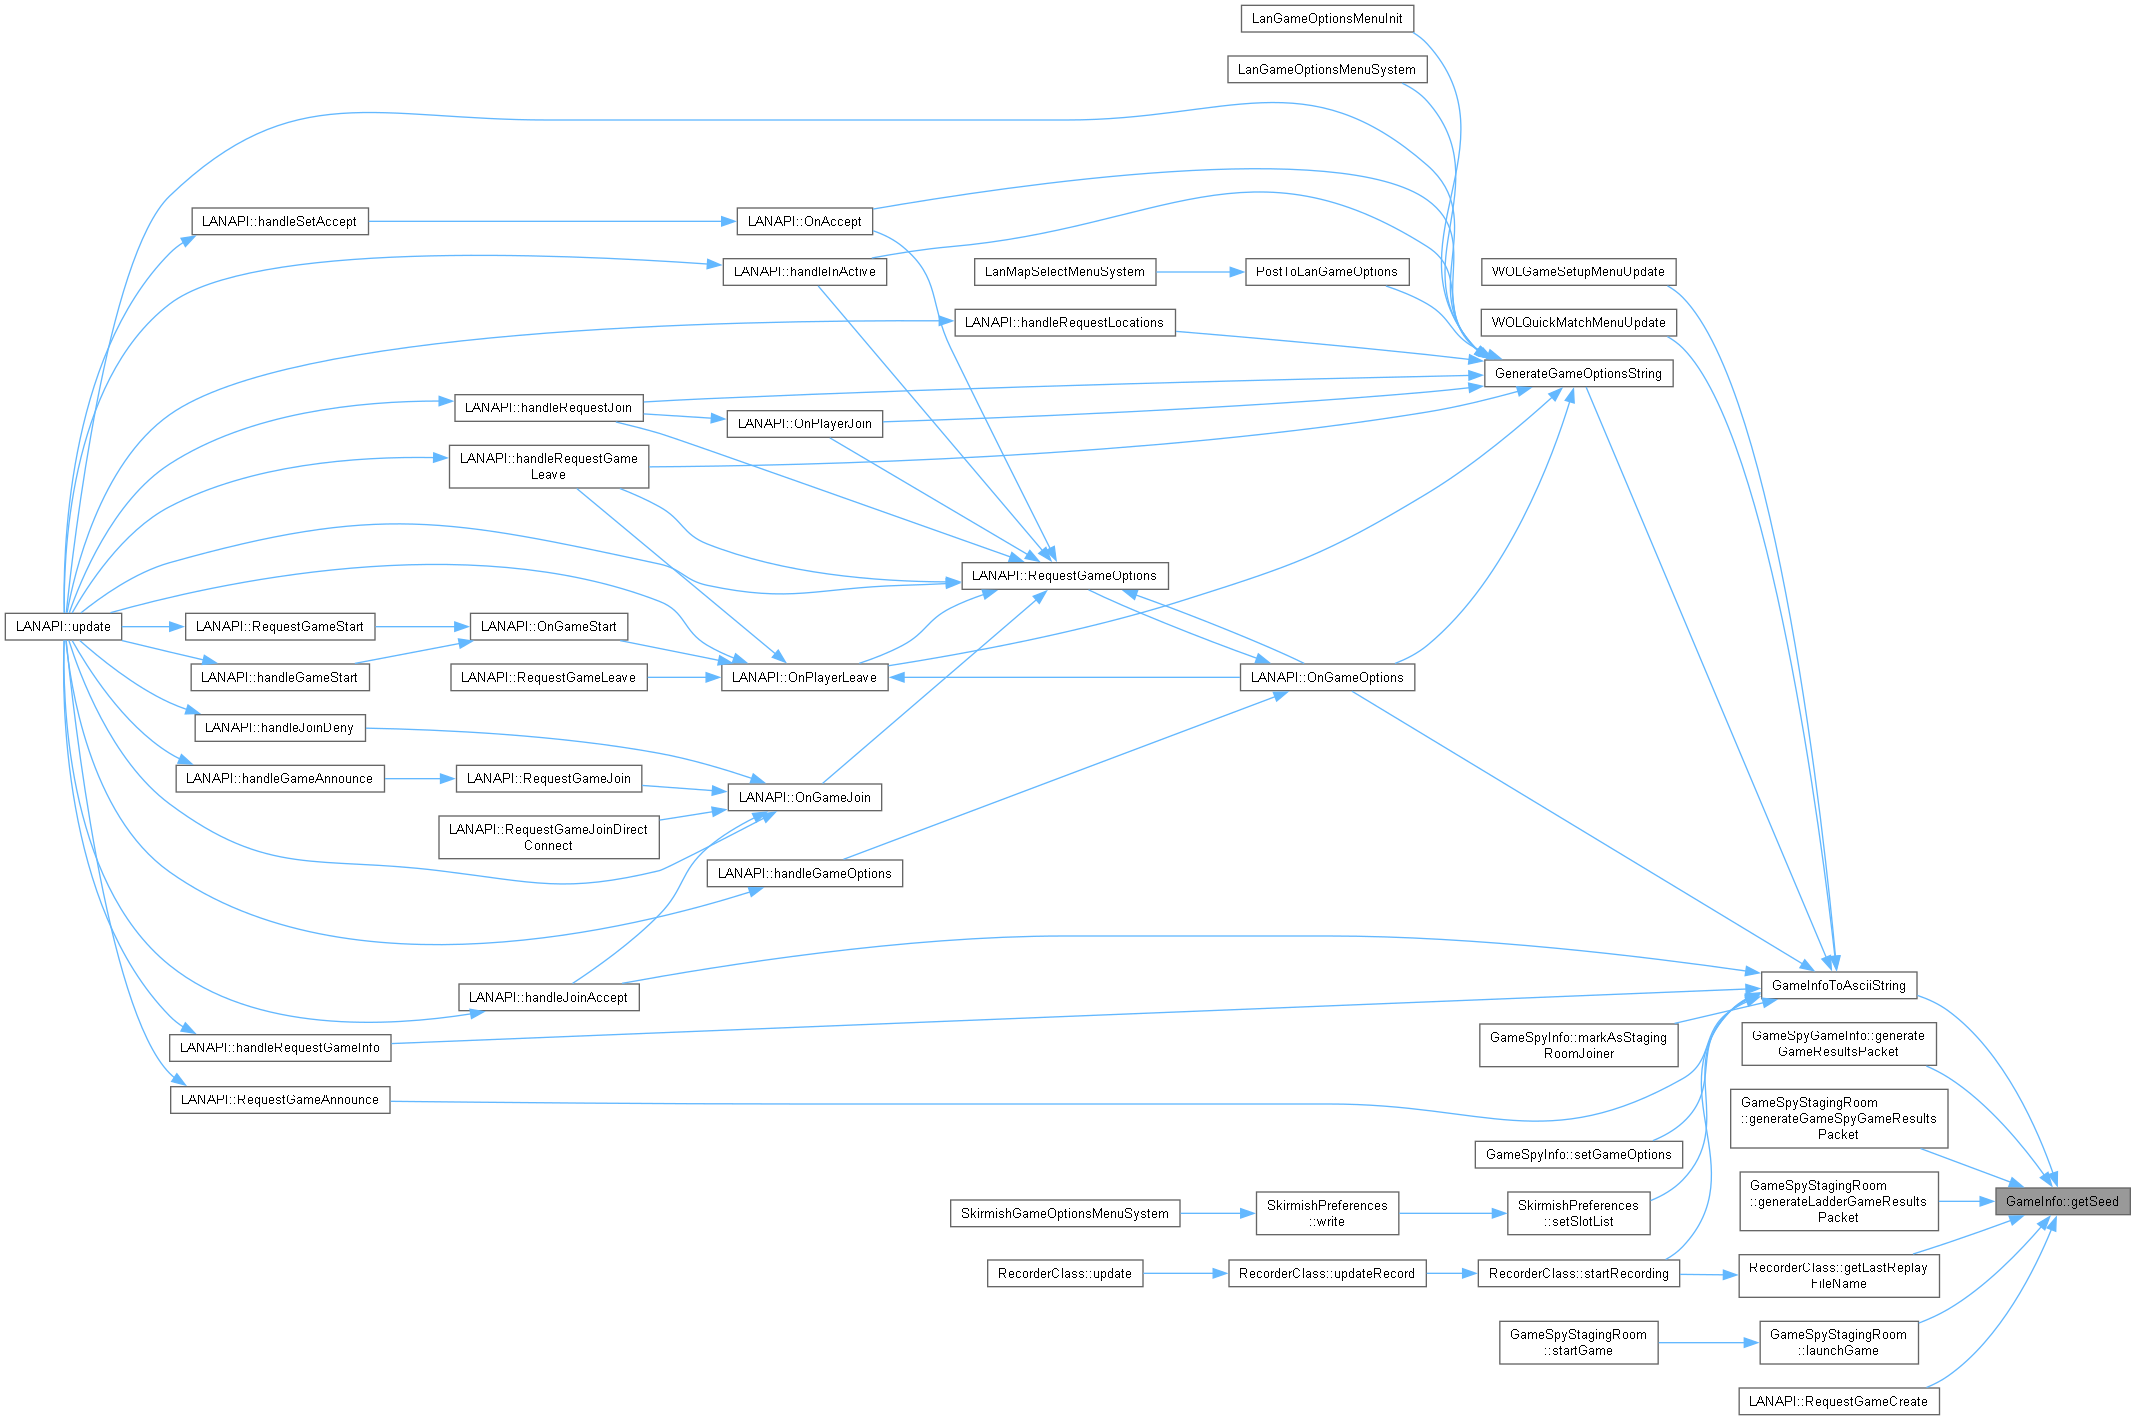 LanGameOptionsMenuInit
LanGameOptionsMenuSystem
LANAPI::handleSetAccept
LANAPI::OnAccept
LANAPI::handleInActive
LanMapSelectMenuSystem
PostToLanGameOptions
WOLGameSetupMenuUpdate
LANAPI::handleRequestLocations
WOLQuickMatchMenuUpdate
GenerateGameOptionsString
LANAPI::handleRequestJoin
LANAPI::OnPlayerJoin
LANAPI::handleRequestGame
Leave
LANAPI::RequestGameOptions
LANAPI::update
LANAPI::RequestGameStart
LANAPI::OnGameStart
LANAPI::handleGameStart
LANAPI::RequestGameLeave
LANAPI::OnPlayerLeave
LANAPI::OnGameOptions
LANAPI::handleJoinDeny
LANAPI::handleGameAnnounce
LANAPI::RequestGameJoin
LANAPI::OnGameJoin
LANAPI::RequestGameJoinDirect
Connect
LANAPI::handleGameOptions
GameInfoToAsciiString
LANAPI::handleJoinAccept
LANAPI::handleRequestGameInfo
GameSpyInfo::markAsStaging
RoomJoiner
GameSpyGameInfo::generate
GameResultsPacket
LANAPI::RequestGameAnnounce
GameSpyStagingRoom
::generateGameSpyGameResults
Packet
GameSpyInfo::setGameOptions
GameSpyStagingRoom
::generateLadderGameResults
Packet
GameInfo::getSeed
SkirmishGameOptionsMenuSystem
SkirmishPreferences
::write
SkirmishPreferences
::setSlotList
RecorderClass::update
RecorderClass::updateRecord
RecorderClass::startRecording
RecorderClass::getLastReplay
FileName
GameSpyStagingRoom
::startGame
GameSpyStagingRoom
::launchGame
LANAPI::RequestGameCreate